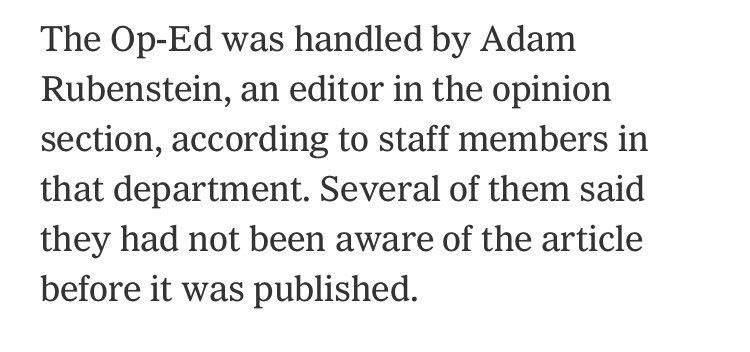 The Op-Ed was handled by Adam
Rubenstein, an editor in the opinion
section, according to staff members in
that department. Several of them said
they had not been aware of the article
before it was published.